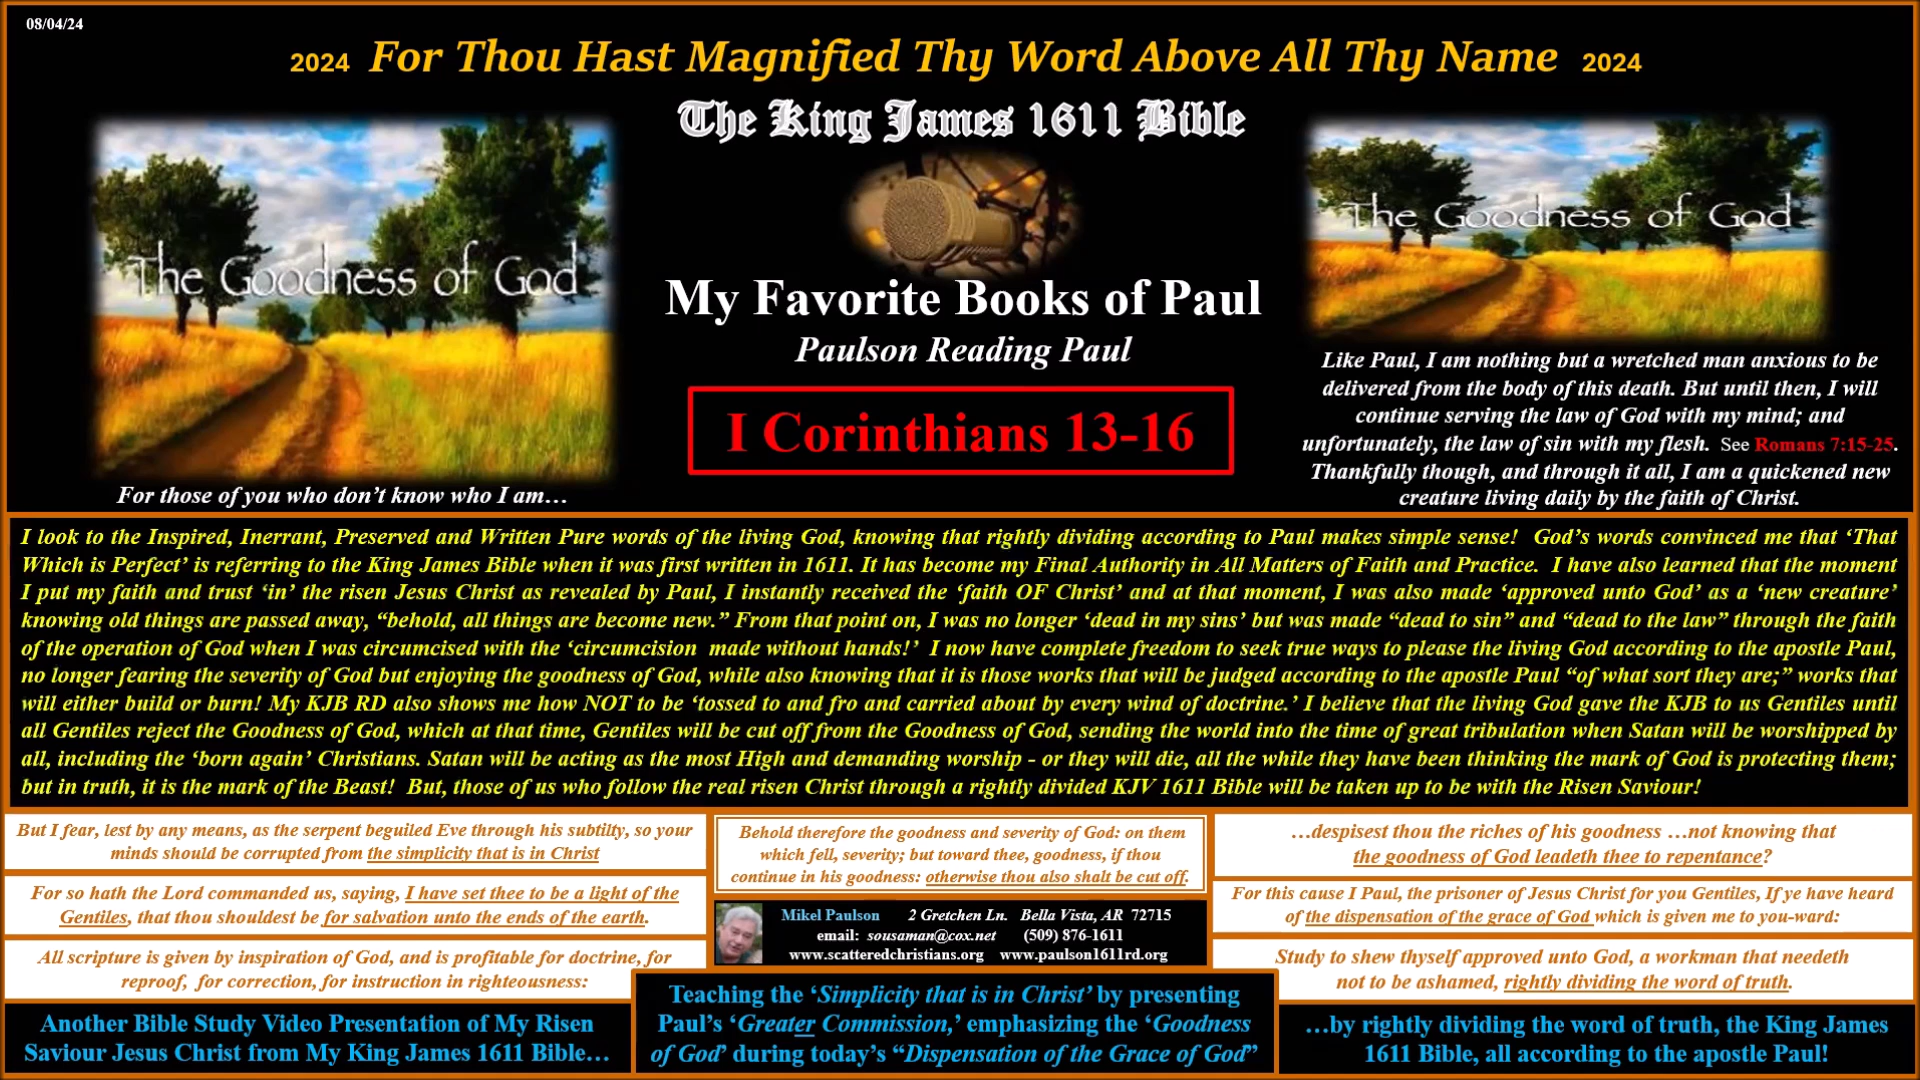 08/04/24
2024 For Thou Hast Magnified Thy Word Above All Thy Name 2024
The King James 1611 Bible
The Goodness of God
The Goodness of God
My Favorite Books of Paul
Paulson Reading Paul
I Corinthians 13-16
For those of you who don't know who I am…
Like Paul, I am nothing but a wretched man anxious to be
delivered from the body of this death. But until then, I will
continue serving the law of God with my mind; and
unfortunately, the law of sin with my flesh. See Romans 7:15-25.
Thankfully though, and through it all, I am a quickened new
creature living daily by the faith of Christ.
I look to the Inspired, Inerrant, Preserved and Written Pure words of the living God, knowing that rightly dividing according to Paul makes simple sense! God's words convinced me that 'That
Which is Perfect' is referring to the King James Bible when it was first written in 1611. It has become my Final Authority in All Matters of Faith and Practice. I have also learned that the moment
I put my faith and trust 'in' the risen Jesus Christ as revealed by Paul, I instantly received the 'faith OF Christ' and at that moment, I was also made 'approved unto God' as a 'new creature'
knowing old things are passed away, "behold, all things are become new." From that point on, I was no longer 'dead in my sins' but was made "dead to sin" and "dead to the law" through the faith
of the operation of God when I was circumcised with the 'circumcision made without hands!' I now have complete freedom to seek true ways to please the living God according to the apostle Paul,
no longer fearing the severity of God but enjoying the goodness of God, while also knowing that it is those works that will be judged according to the apostle Paul "of what sort they are;" works that
will either build or burn! My KJB RD also shows me how NOT to be 'tossed to and fro and carried about by every wind of doctrine.' I believe that the living God gave the KJB to us Gentiles until
all Gentiles reject the Goodness of God, which at that time, Gentiles will be cut off from the Goodness of God, sending the world into the time of great tribulation when Satan will be worshipped by
all, including the 'born again' Christians. Satan will be acting as the most High and demanding worship - or they will die, all the while they have been thinking the mark of God is protecting them;
but in truth, it is the mark of the Beast! But, those of us who follow the real risen Christ through a rightly divided KJV 1611 Bible will be taken up to be with the Risen Saviour!
But I fear, lest by any means, as the serpent beguiled Eve through his subtilty, so your
minds should be corrupted from the simplicity that is in Christ
For so hath the Lord commanded us, saying, I have set thee to be a light of the
Gentiles, that thou shouldest be for salvation unto the ends of the earth.
All scripture is given by inspiration of God, and is profitable for doctrine, for
reproof, for correction, for instruction in righteousness:
Another Bible Study Video Presentation of My Risen
Saviour Jesus Christ from My King James 1611 Bible…
Behold therefore the goodness and severity of God: on them
which fell, severity; but toward thee, goodness, if thou
continue in his goodness: otherwise thou also shalt be cut off.
Mikel Paulson 2 Gretchen Ln. Bella Vista, AR 72715
email: sousaman@cox.net (509) 876-1611
www.scatteredchristians.org www.paulson1611rd.org
Teaching the 'Simplicity that is in Christ' by presenting
Paul's 'Greater Commission,' emphasizing the 'Goodness
of God' during today's "Dispensation of the Grace of God"
…despisest thou the riches of his goodness …not knowing that
the goodness of God leadeth thee to repentance?
For this cause I Paul, the prisoner of Jesus Christ for you Gentiles, If ye have heard
of the dispensation of the grace of God which is given me to you-ward:
Study to shew thyself approved unto God, a workman that needeth
not to be ashamed, rightly dividing the word of truth.
…by rightly dividing the word of truth, the King James
1611 Bible, all according to the apostle Paul!